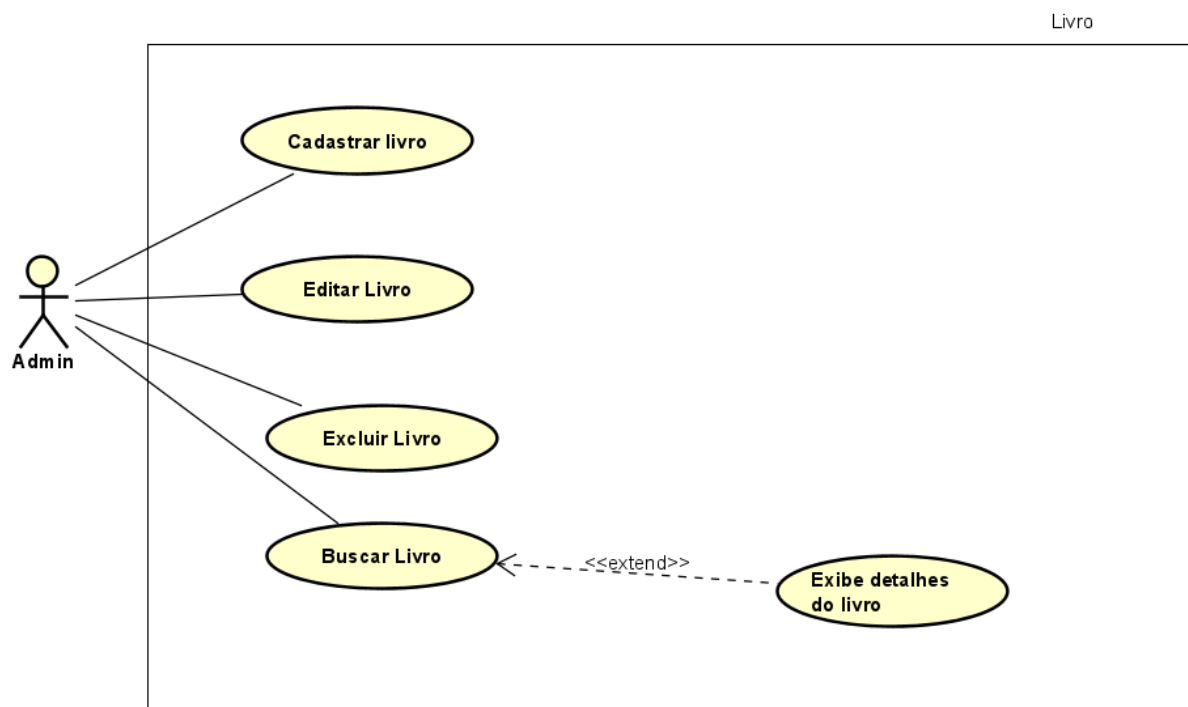 Livro
Cadastrar livro
Editar Livro
Admin
Excluir Livro
Buscar Livro
<<extend>>
Exibe detalhes
do livro